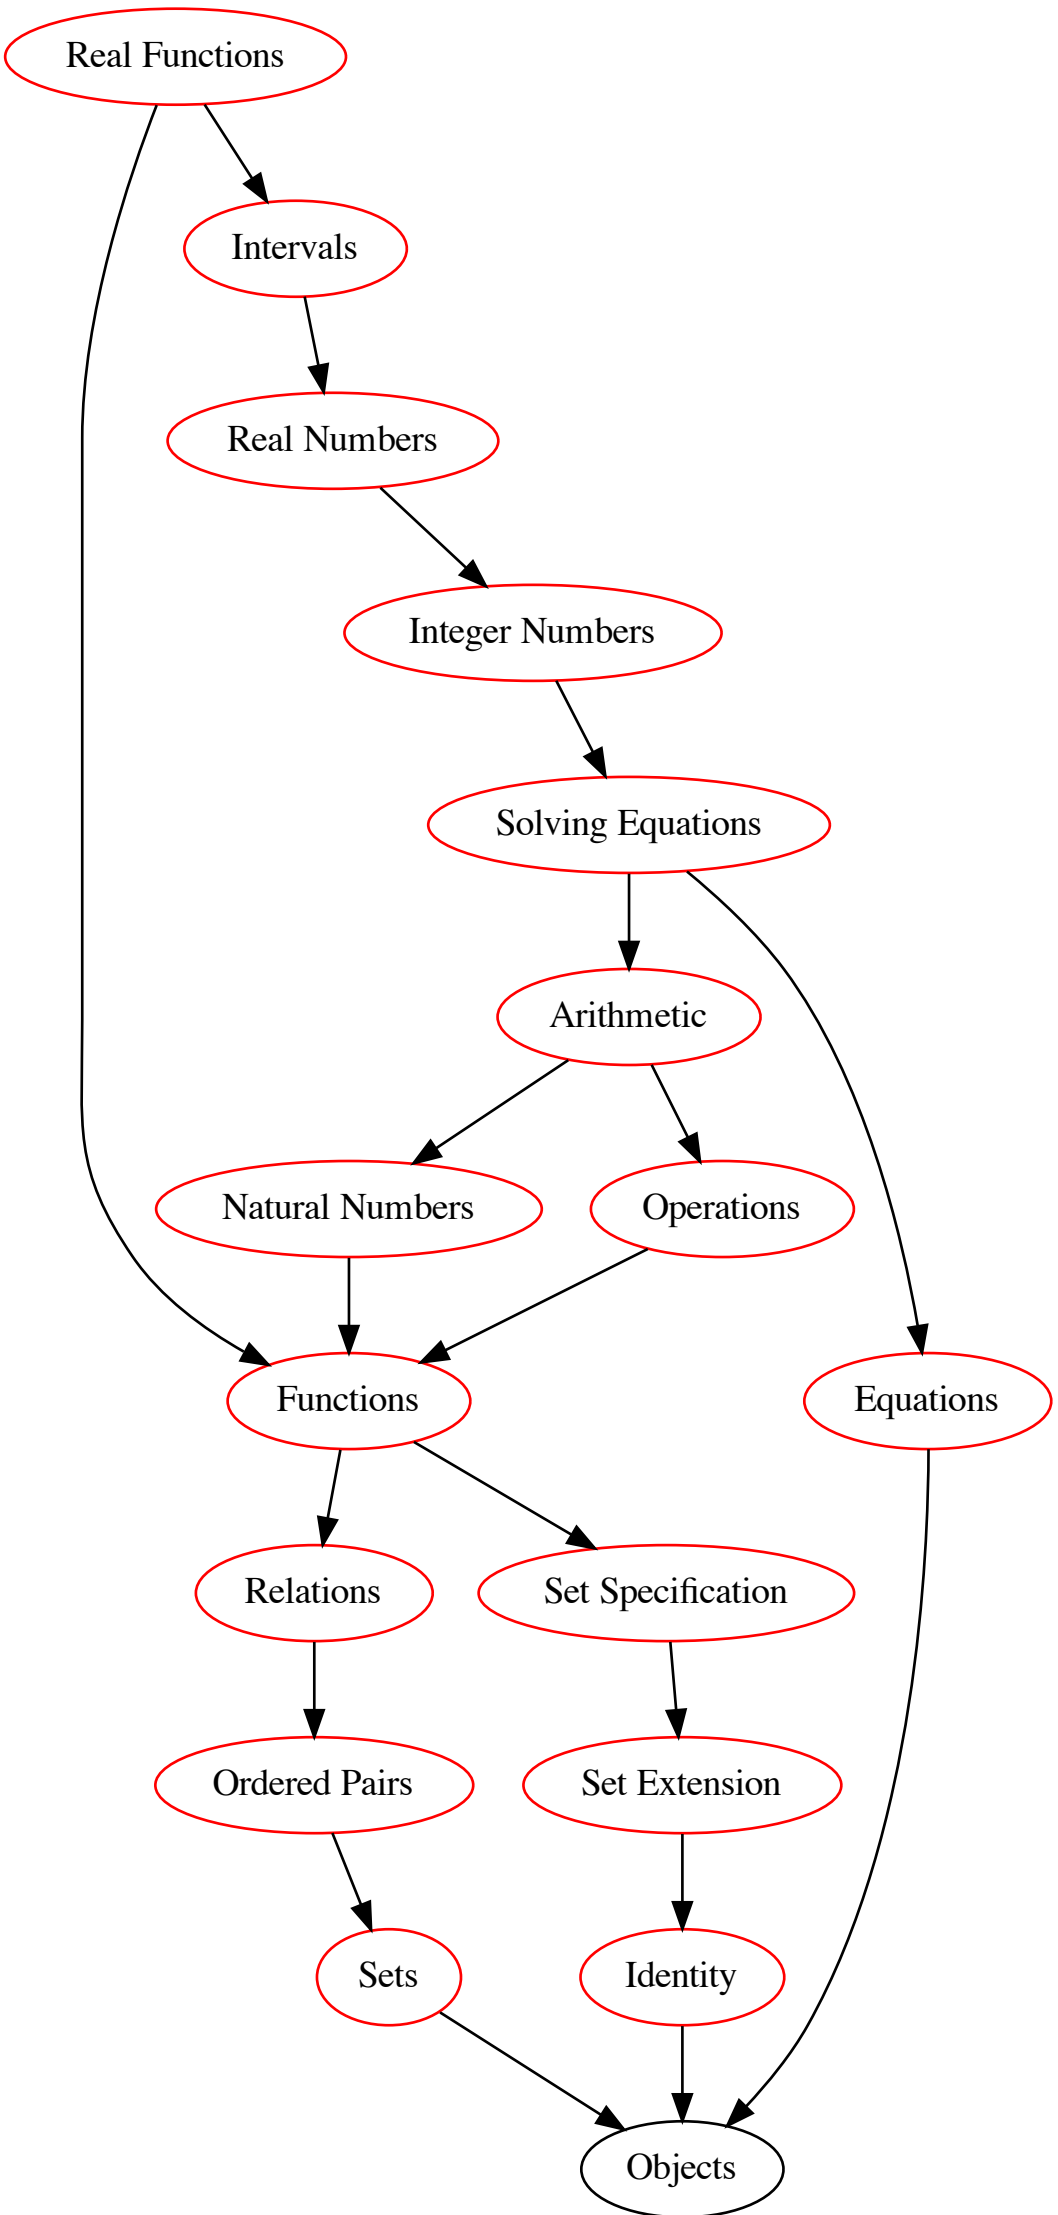 Real Functions
Intervals
Real Numbers
Integer Numbers
Solving Equations
Arithmetic
Natural Numbers
Operations
Functions
Equations
Relations
Set Specification
Ordered Pairs
Set Extension
Sets
Identity
Objects